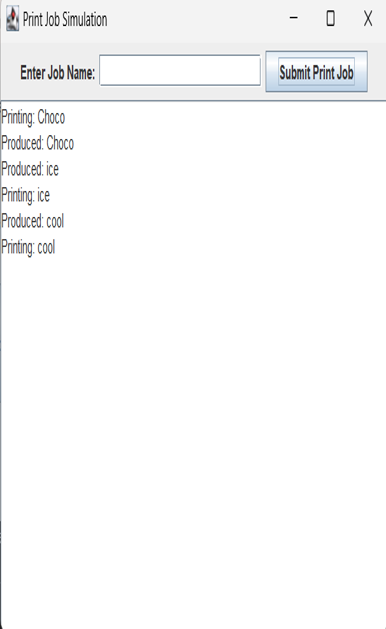 Print Job Simulation
Enter Job Name: Submit Print Job
Printing: Choco
Produced: Choco
Produced: ice
Printing: ice
Produced: cool
Printing: cool